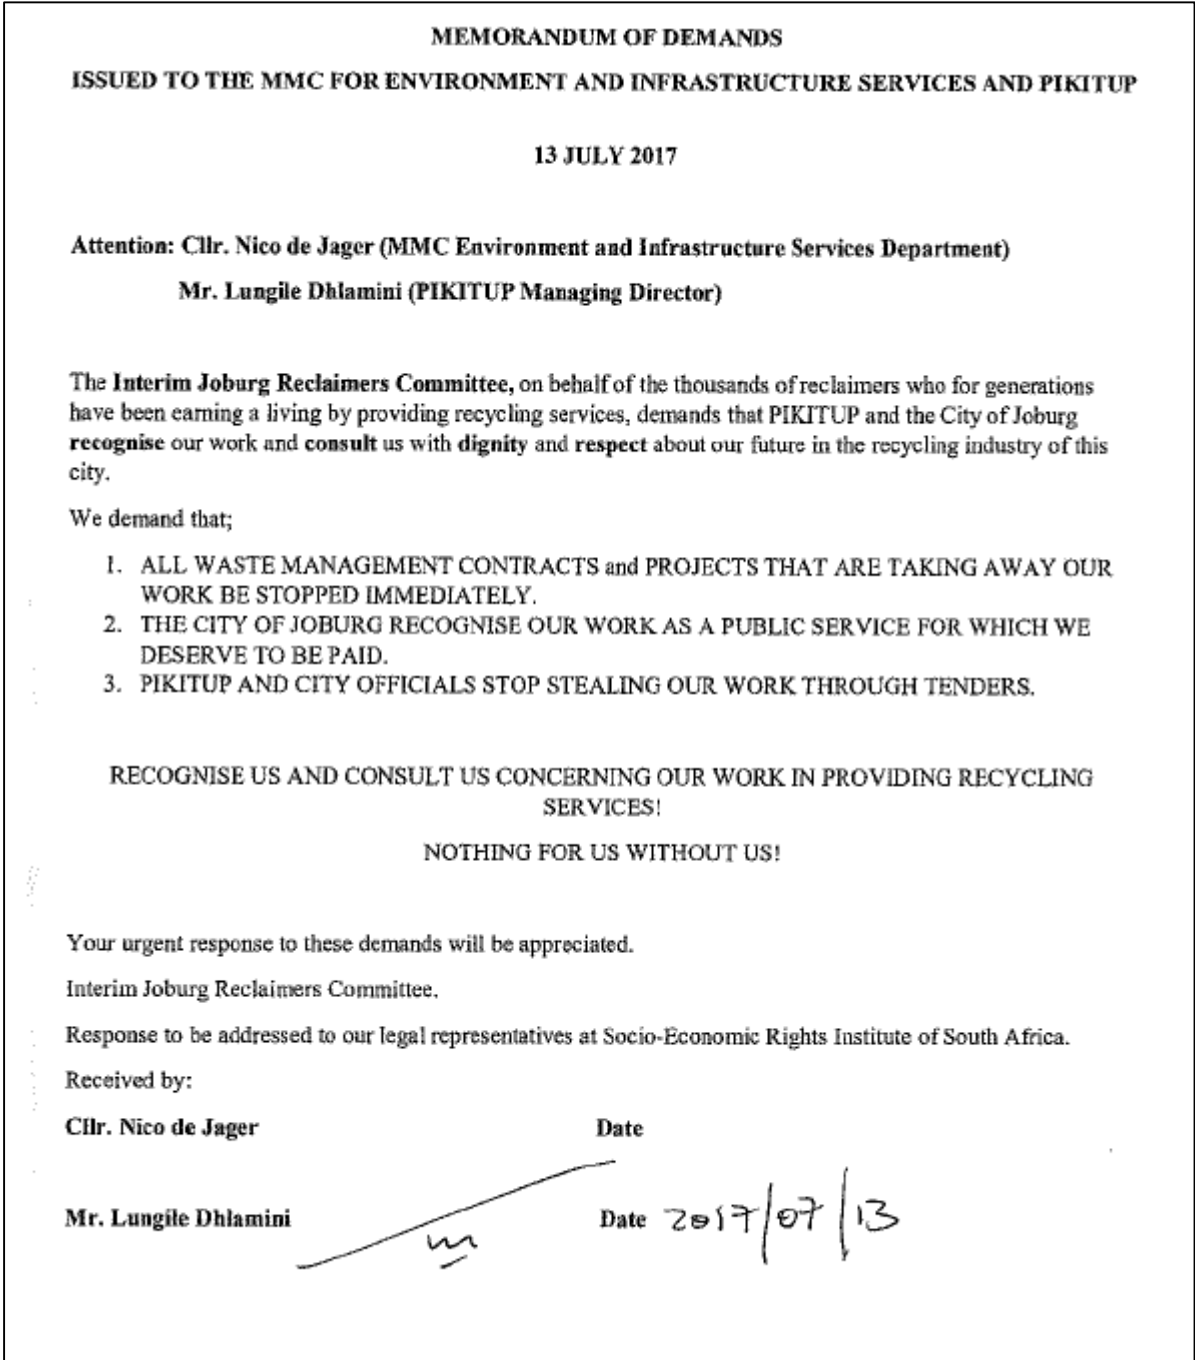 MEMORANDUM OF DEMANDS
ISSUED TO THE MMC FOR ENVIRONMENT AND INFRASTRUCTURE SERVICES AND PIKITUP
13 JULY 2017
Attention: Cllr. Nico de Jager (MMC Environment and Infrastructure Services Department)
Mr. Lungile Dhlamini (PIKITUP Managing Director)
The Interim Joburg Reclaimers Committee, on behalf of the thousands of reclaimers who for generations
have been earning a living by providing recycling services, demands that PIKITUP and the City of Joburg
recognise our work and consult us with dignity and respect about our future in the recycling industry of this
city.
We demand that;
1. ALL WASTE MANAGEMENT CONTRACTS and PROJECTS THAT ARE TAKING AWAY OUR
WORK BE STOPPED IMMEDIATELY.
2. THE CITY OF JOBURG RECOGNISE OUR WORK AS A PUBLIC SERVICE FOR WHICH WE
DESERVE TO BE PAID.
3. PIKITUP AND CITY OFFICIALS STOP STEALING OUR WORK THROUGH TENDERS.
RECOGNISE US AND CONSULT US CONCERNING OUR WORK IN PROVIDING RECYCLING
SERVICES!
NOTHING FOR US WITHOUT US!
Your urgent response to these demands will be appreciated.
Interim Joburg Reclaimers Committee.
Response to be addressed to our legal representatives at Socio-Economic Rights Institute of South Africa.
Received by:
Cllr. Nico de Jager Date
Mr. Lungile Dhlamini Date 2017/07/13